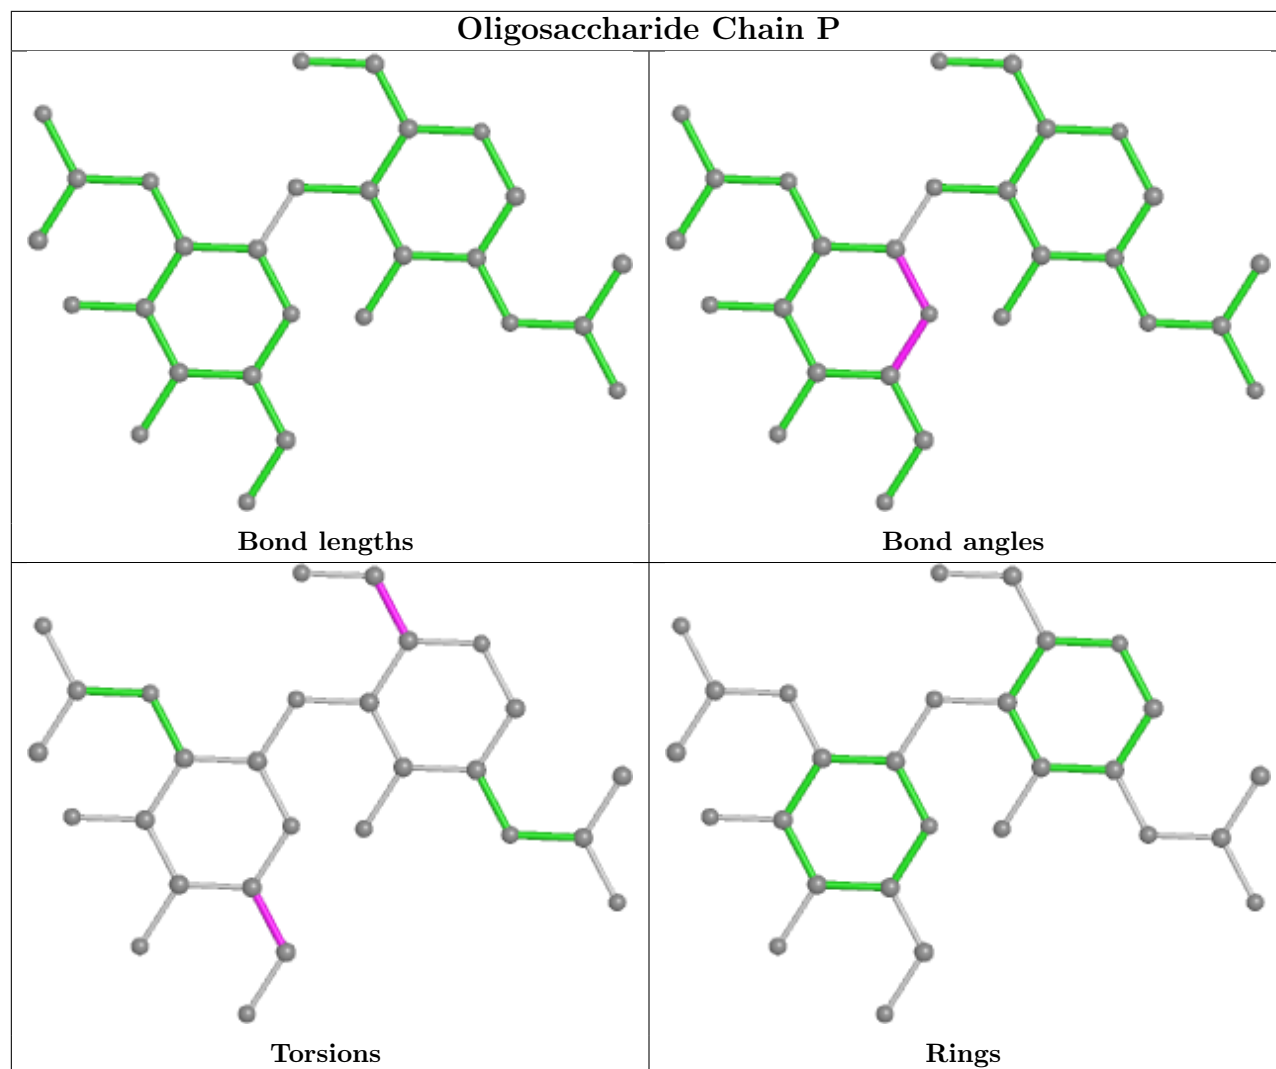 Oligosaccharide Chain P
Bond lengths
Bond angles
Torsions
Rings